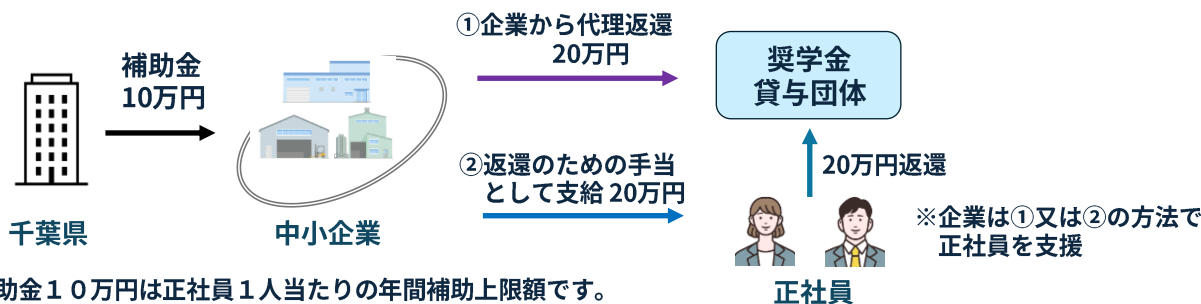 補助金
10万円
千葉県
中小企業
①企業から代理返還
20万円
②返還のための手当
として支給 20万円
奨学金
貸与団体
20万円返還
正社員
※企業は①又は②の方法で
正社員を支援
助金１０万円は正社員１人当たりの年間補助上限額です。